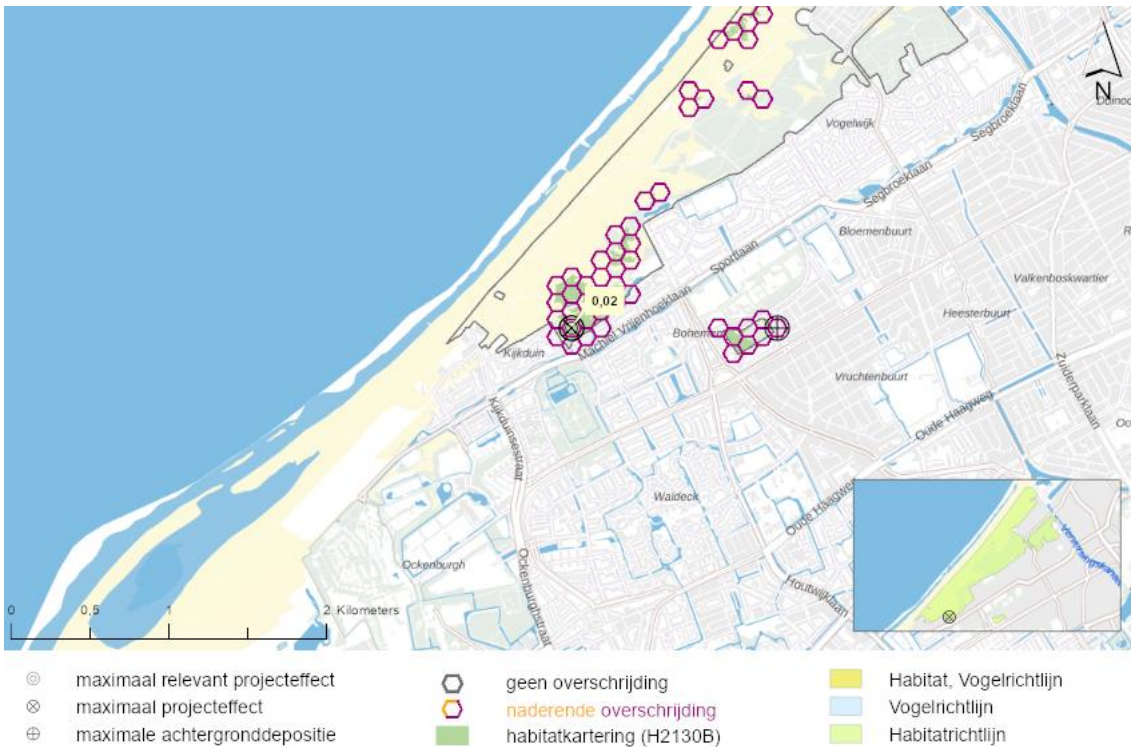 N
Vogelwijk
Segbroeklaan
Segbroeklaan
Sportlaan
Bloemenbuurt
Valkenboskwartier
0,02
Machiel Vrijenhoeklaan
Heesterbuurt
Kijkduin
Vruchtenbuurt
Zuiderparklaan
Oude Haagweg
Kijkduinsestraat
Waldeck
Oude Haagweg
Ockenburgh
Ockenburghstraat
Houtwijklaan
0 0,5 1 2 Kilometers
maximaal relevant projecteffect
maximaal projecteffect
maximale achtergronddepositie
geen overschrijding
naderende overschrijding
habitatkartering (H2130B)
Habitat, Vogelrichtlijn
Vogelrichtlijn
Habitatrichtlijn